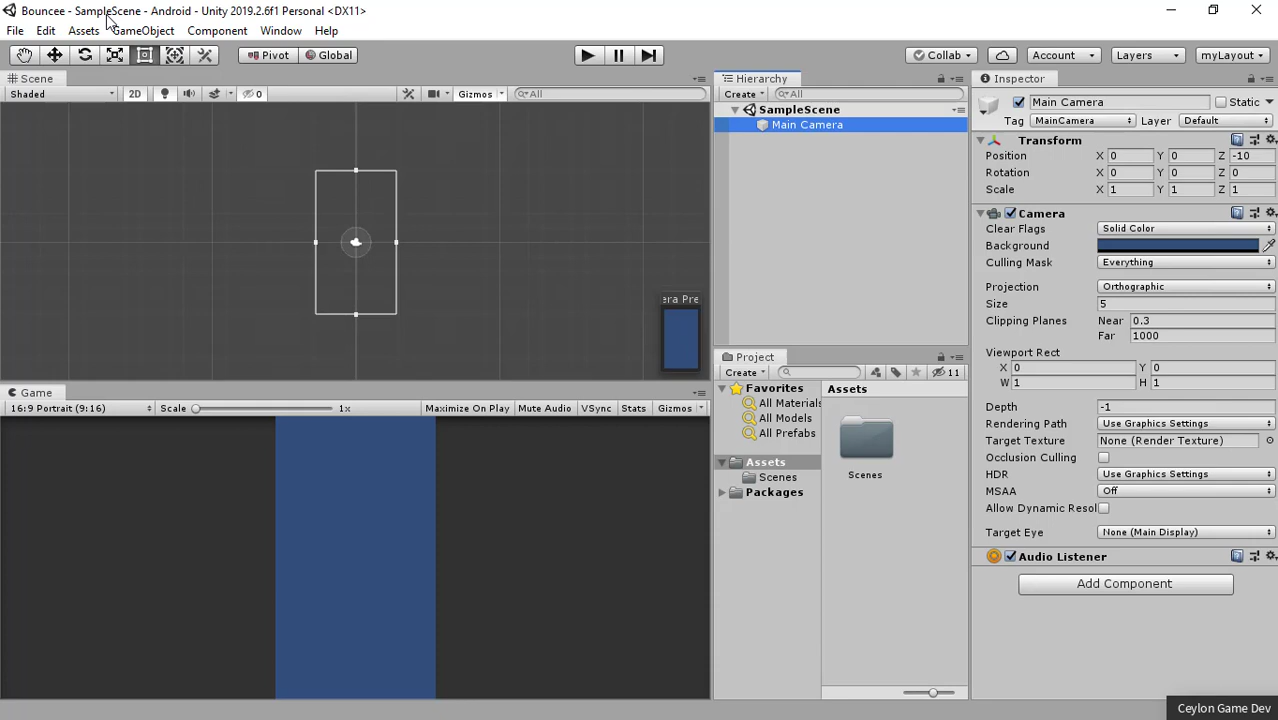 Bouncee - SampleScene - Android - Unity 2019.2.6f1 Personal <DX11>
File Edit Assets GameObject Component Window Help
Pivot Global Collab Account Layers myLayout
Scene
Shaded 2D 0 Gizmos All
era Pre
Game
16:9 Portrait (9:16) Scale 1x Maximize On Play Mute Audio VSync Stats Gizmos
Hierarchy
Create All
SampleScene
Main Camera
Project
Create 11
Favorites
All Materials
All Models
All Prefabs
Assets
Scenes
Packages
Assets
Scenes
Inspector
Main Camera Static
Tag MainCamera Layer Default
Transform
Position X 0 Y 0 Z -10
Rotation X 0 Y 0 Z 0
Scale X 1 Y 1 Z 1
Camera
Clear Flags Solid Color
Background
Culling Mask Everything
Projection Orthographic
Size 5
Clipping Planes Near 0.3
Far 1000
Viewport Rect
X 0 Y 0
W 1 H 1
Depth -1
Rendering Path Use Graphics Settings
Target Texture None (Render Texture)
Occlusion Culling
HDR Use Graphics Settings
MSAA Off
Allow Dynamic Resol
Target Eye None (Main Display)
Audio Listener
Add Component
Ceylon Game Dev